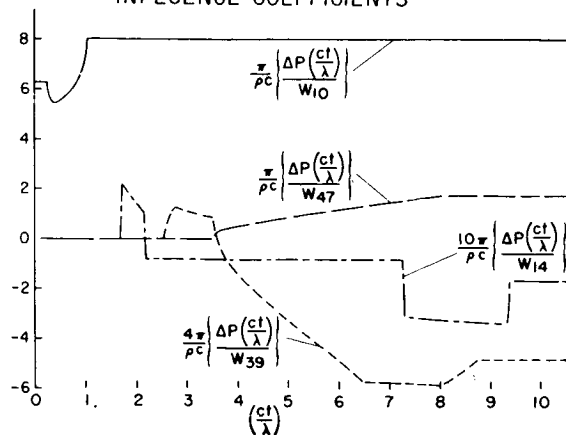 INFLUENCE COEFFICIENTS
8
6
4
2
0
-2
-4
-6
π/ρc {ΔP(ct/λ)/W10}
π/ρc {ΔP(ct/λ)/W47}
10π/ρc {ΔP(ct/λ)/W14}
4π/ρc {ΔP(ct/λ)/W39}
0 1. 2 3 4 5 6 7 8 9 10
(ct/λ)